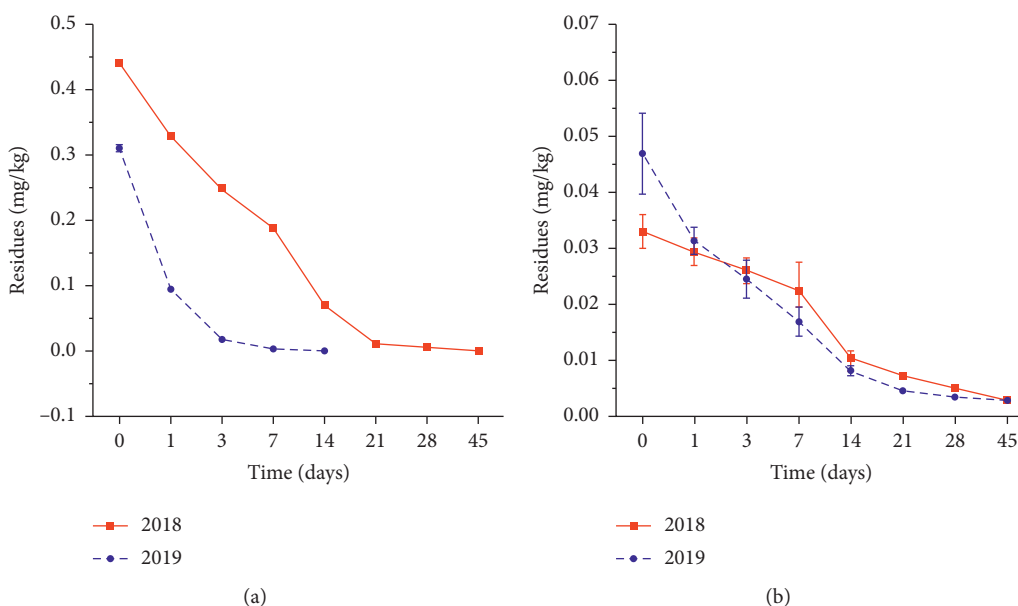 0.5
0.4
0.3
0.2
0.1
0.0
–0.1
Residues (mg/kg)
0 1 3 7 14 21 28 45
Time (days)
2018
2019
(a)
0.07
0.06
0.05
0.04
0.03
0.02
0.01
0.00
Residues (mg/kg)
0 1 3 7 14 21 28 45
Time (days)
2018
2019
(b)